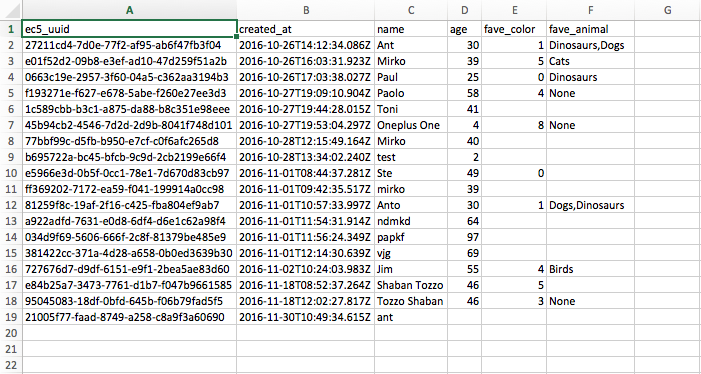 A B C D E F G
1 ec5_uuid created_at name age fave_color fave_animal
2 27211cd4-7d0e-77f2-af95-ab6f47fb3f04 2016-10-26T14:12:34.086Z Ant 30 1 Dinosaurs,Dogs
3 e01f52d2-09b8-e3ef-ad10-47d259f51a2b 2016-10-26T16:03:31.923Z Mirko 39 5 Cats
4 0663c19e-2957-3f60-04a5-c362aa3194b3 2016-10-26T17:03:38.027Z Paul 25 0 Dinosaurs
5 f193271e-f627-e678-5abe-f260e27ee3d3 2016-10-27T19:09:10.904Z Paolo 58 4 None
6 1c589cbb-b3c1-a875-da88-b8c351e98eee 2016-10-27T19:44:28.015Z Toni 41
7 45b94cb2-4546-7d2d-2d9b-8041f748d101 2016-10-27T19:53:04.297Z Oneplus One 4 8 None
8 77bbf99c-d5fb-b950-e7cf-c0f6afc265d8 2016-10-28T12:15:49.164Z Mirko 40
9 b695722a-bc45-bfcb-9c9d-2cb2199e66f4 2016-10-28T13:34:02.240Z test 2
10 e5966e3d-0b5f-0cc1-78e1-7d670d83cb97 2016-11-01T08:44:37.281Z Ste 49 0
11 ff369202-7172-ea59-f041-199914a0cc98 2016-11-01T09:42:35.517Z mirko 39
12 81259f8c-19af-2f16-c425-fba804ef9ab7 2016-11-01T10:57:33.997Z Anto 30 1 Dogs,Dinosaurs
13 a922adfd-7631-e0d8-6df4-d6e1c62a98f4 2016-11-01T11:54:31.914Z ndmkd 64
14 034d9f69-5606-666f-2c8f-81379be485e9 2016-11-01T11:56:24.349Z papkf 97
15 381422cc-371a-4d28-a658-0b0ed3639b30 2016-11-01T12:14:30.639Z vjg 69
16 727676d7-d9df-6151-e9f1-2bea5ae83d60 2016-11-02T10:24:03.983Z Jim 55 4 Birds
17 e84b25a7-3473-7761-d1b7-f047b9661585 2016-11-18T08:52:37.264Z Shaban Tozzo 46 5
18 95045083-18df-0bfd-645b-f06b79fad5f5 2016-11-18T12:02:27.817Z Tozzo Shaban 46 3 None
19 21005f77-faad-8749-a258-c8a9f3a60690 2016-11-30T10:49:34.615Z ant
20
21
22